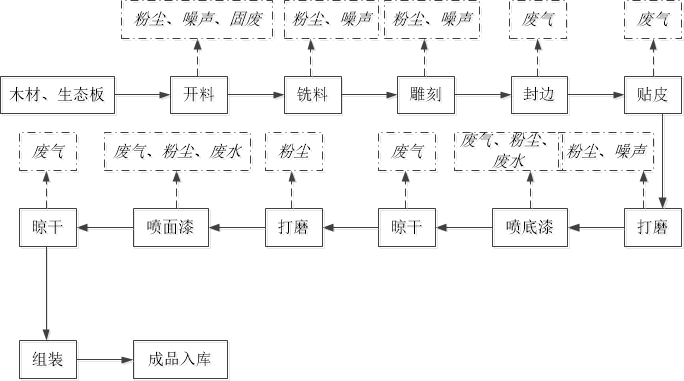 粉尘、噪声、固废
粉尘、噪声
粉尘、噪声
废气
废气
木材、生态板
开料
铣料
雕刻
封边
贴皮
废气
废气、粉尘、废水
粉尘
废气
废气、粉尘、
废水
粉尘、噪声
晾干
喷面漆
打磨
晾干
喷底漆
打磨
组装
成品入库